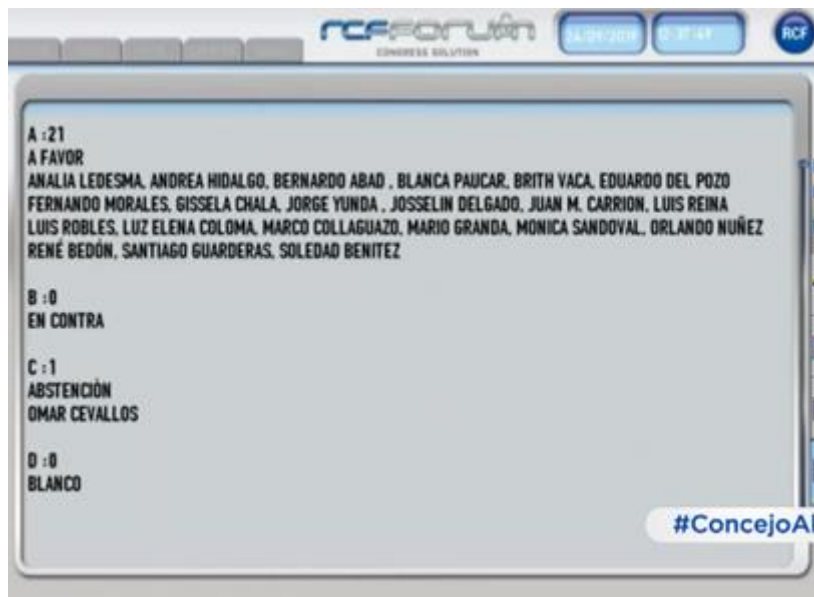 RCFFORUM
CONGRESS SOLUTION
RCF
A :21
A FAVOR
ANALIA LEDESMA, ANDREA HIDALGO, BERNARDO ABAD , BLANCA PAUCAR, BRITH VACA, EDUARDO DEL POZO
FERNANDO MORALES, GISSELA CHALA, JORGE YUNDA , JOSSELIN DELGADO, JUAN M. CARRION, LUIS REINA
LUIS ROBLES, LUZ ELENA COLOMA, MARCO COLLAGUAZO, MARIO GRANDA, MONICA SANDOVAL, ORLANDO NUÑEZ
RENÉ BEDÓN, SANTIAGO GUARDERAS, SOLEDAD BENITEZ
B :0
EN CONTRA
C :1
ABSTENCIÓN
OMAR CEVALLOS
D :0
BLANCO
#ConcejoA